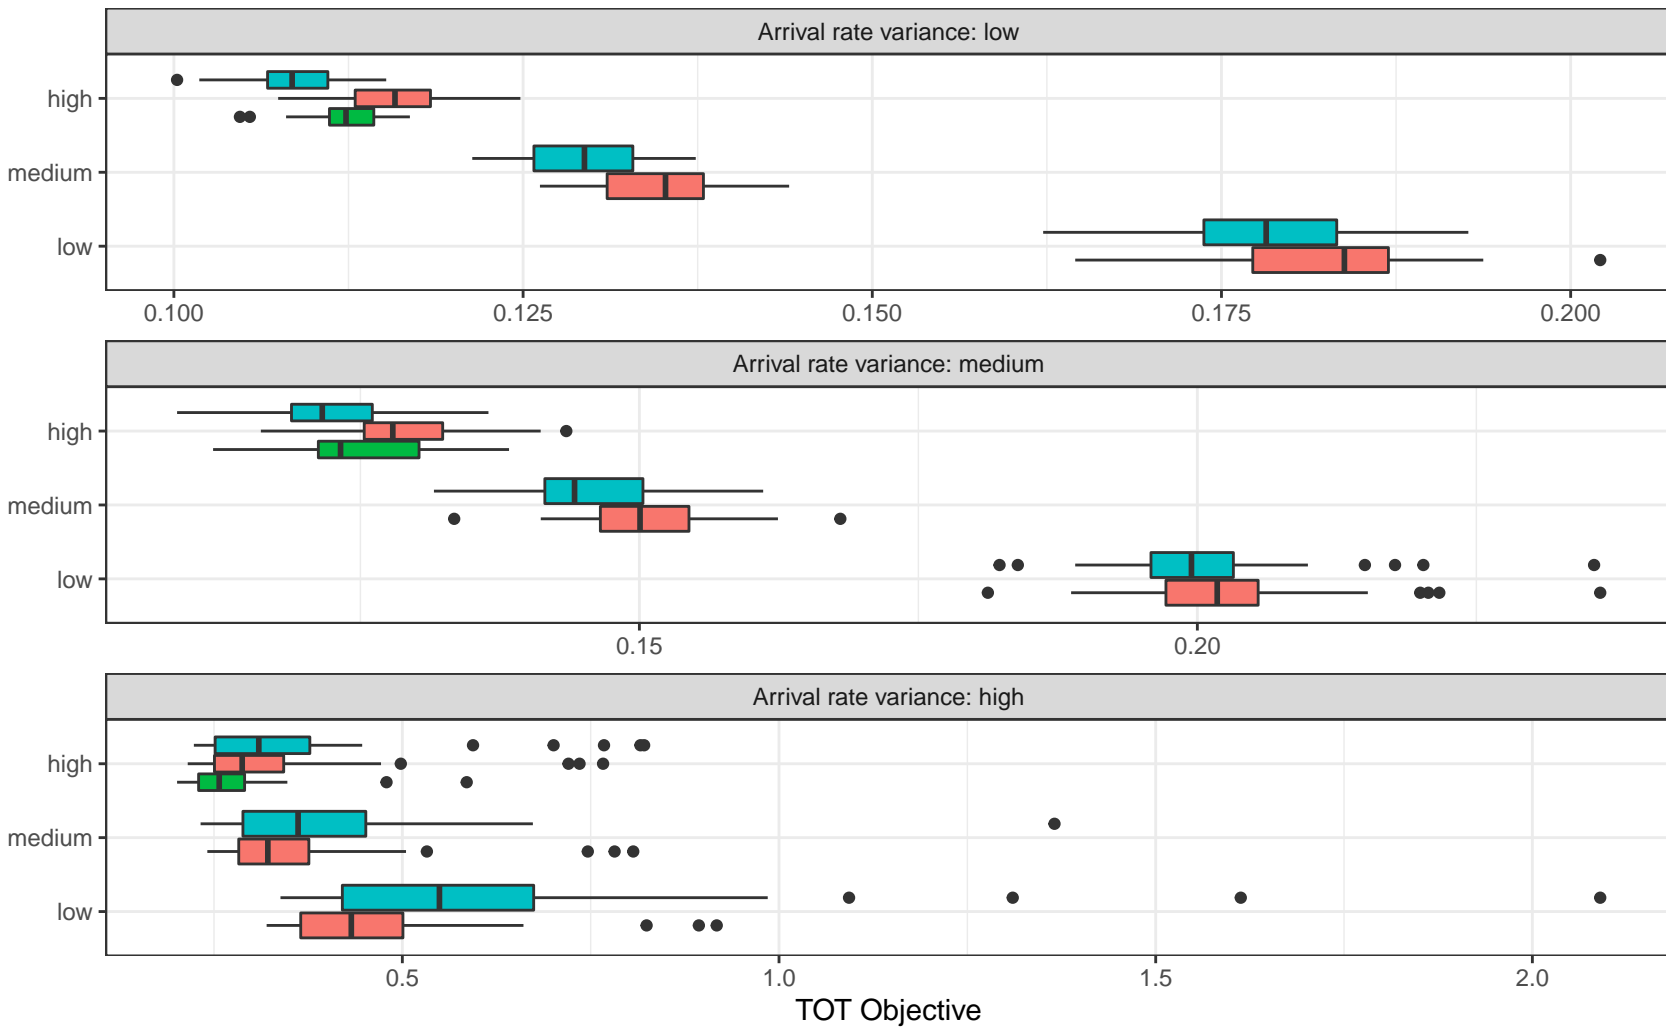 Arrival rate variance: low
high
medium
low
0.100 0.125 0.150 0.175 0.200
Arrival rate variance: medium
high
medium
low
0.15 0.20
Arrival rate variance: high
high
medium
low
0.5 1.0 1.5 2.0
TOT Objective